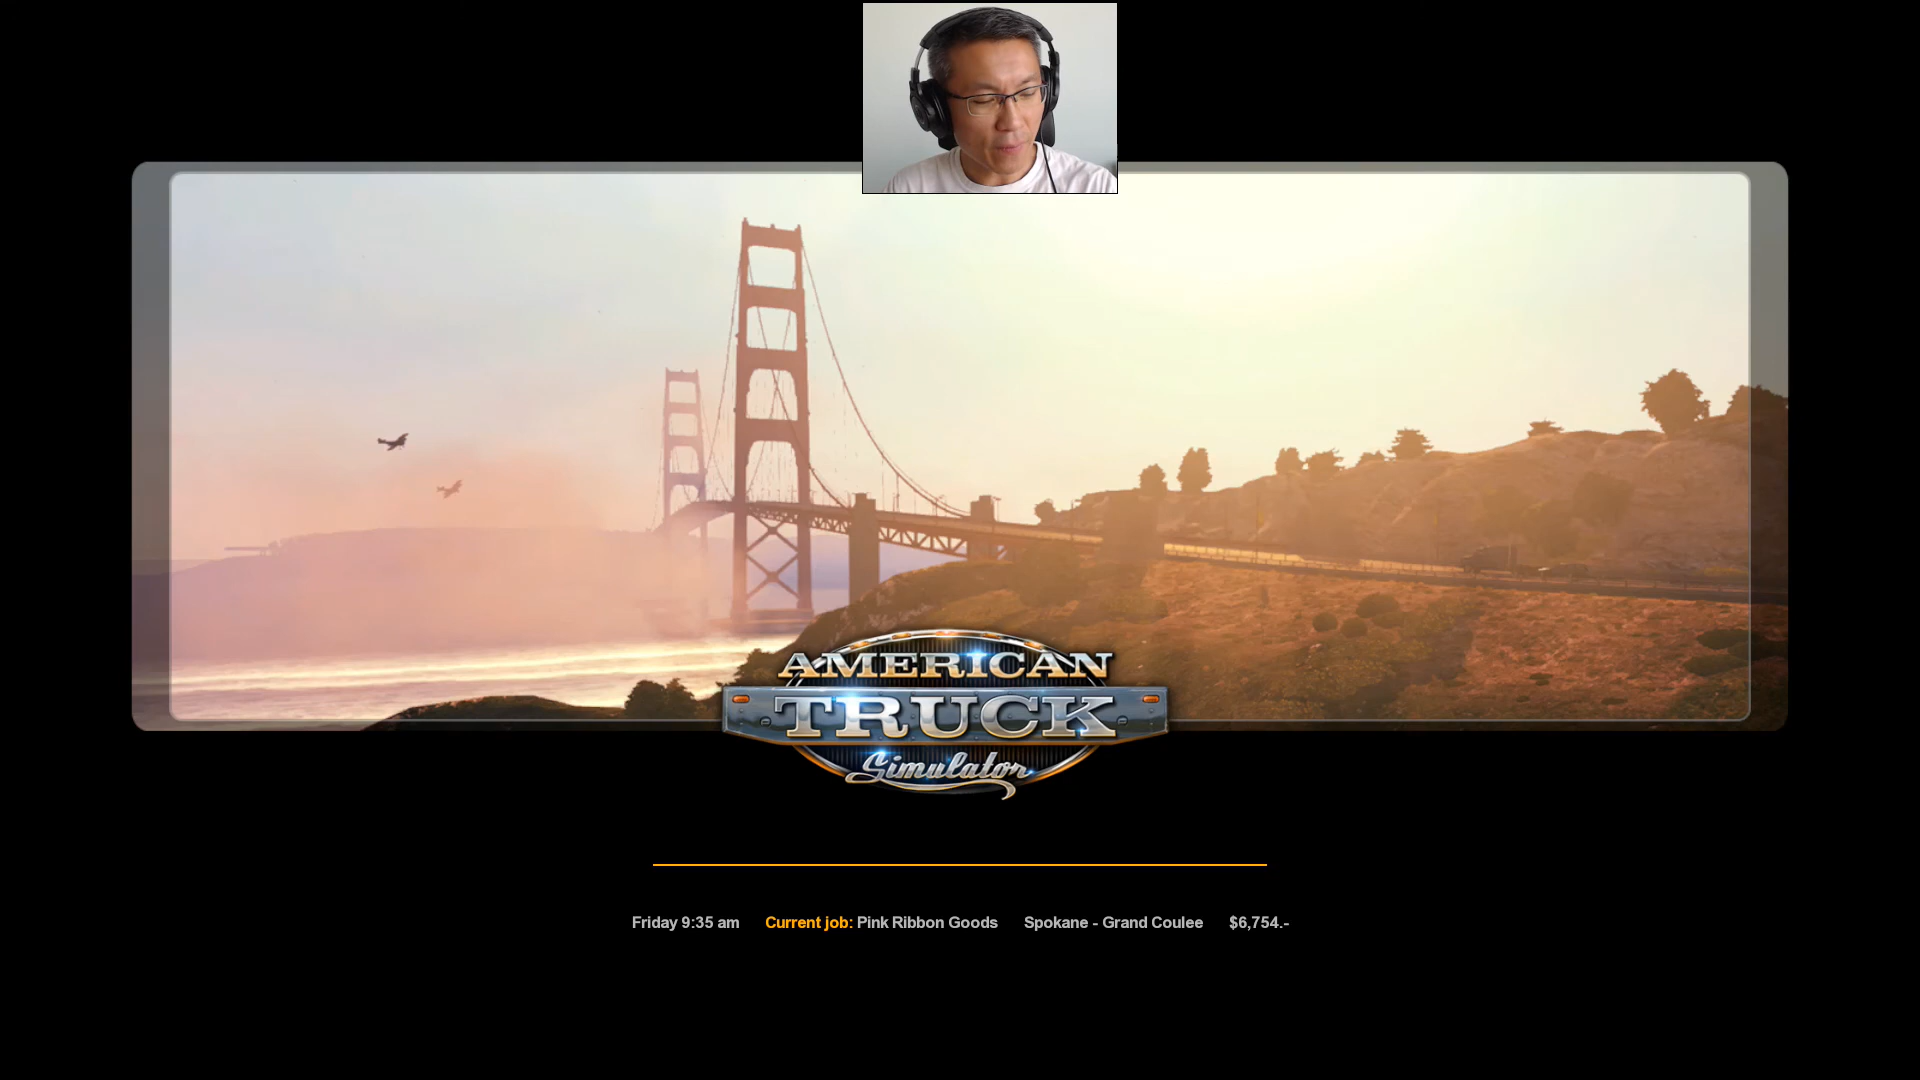 AMERICAN
TRUCK
Simulator
Friday 9:35 am Current job: Pink Ribbon Goods Spokane - Grand Coulee $6,754.-